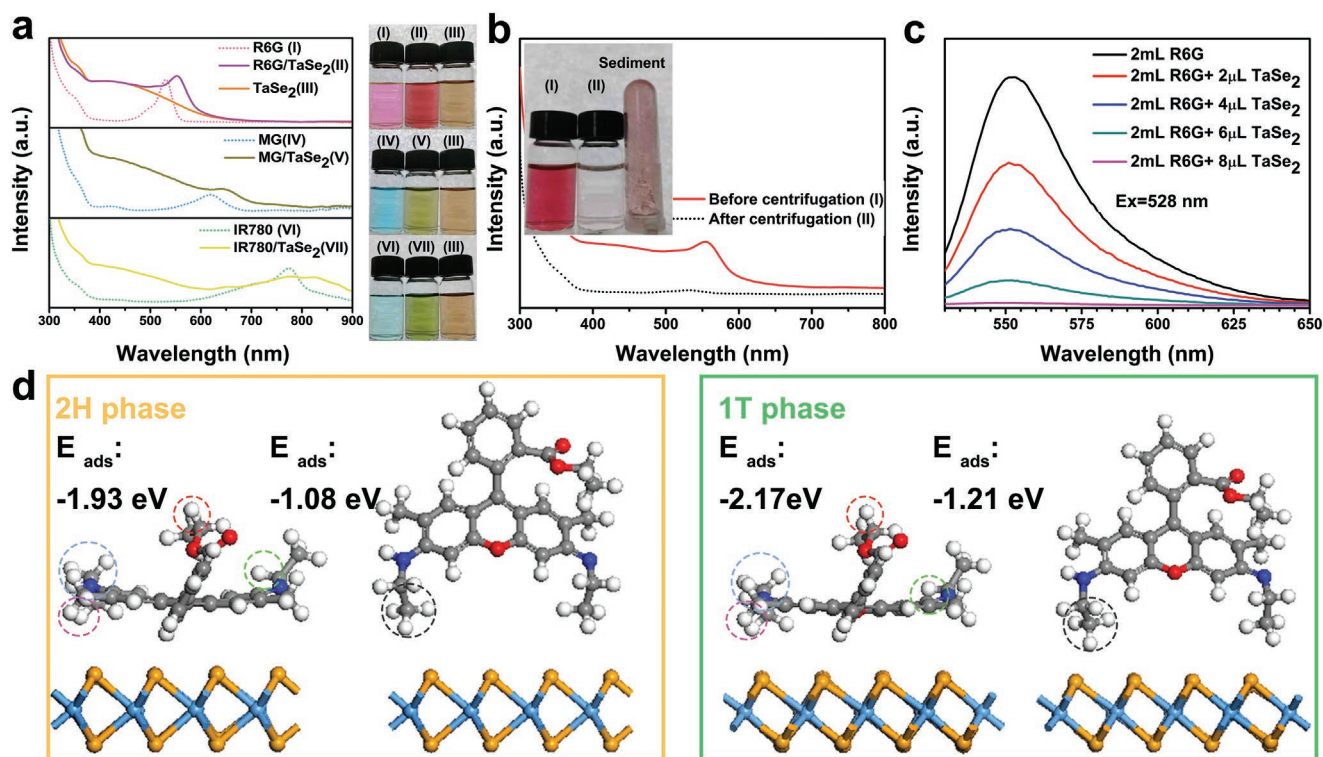 a
Intensity (a.u.)
R6G (I)
R6G/TaSe2(II)
TaSe2(III)
MG(IV)
MG/TaSe2(V)
IR780 (VI)
IR780/TaSe2(VII)
300 400 500 600 700 800 900
Wavelength (nm)
(I) (II) (III)
(IV) (V) (III)
(VI) (VII) (III)
b
Intensity (a.u.)
Sediment
(I) (II)
Before centrifugation (I)
After centrifugation (II)
300 400 500 600 700 800
Wavelength (nm)
c
Intensity (a.u.)
2mL R6G
2mL R6G+ 2μL TaSe2
2mL R6G+ 4μL TaSe2
2mL R6G+ 6μL TaSe2
2mL R6G+ 8μL TaSe2
Ex=528 nm
550 575 600 625 650
Wavelength (nm)
d
2H phase
E ads:
-1.93 eV
E ads:
-1.08 eV
1T phase
E ads:
-2.17eV
E ads:
-1.21 eV